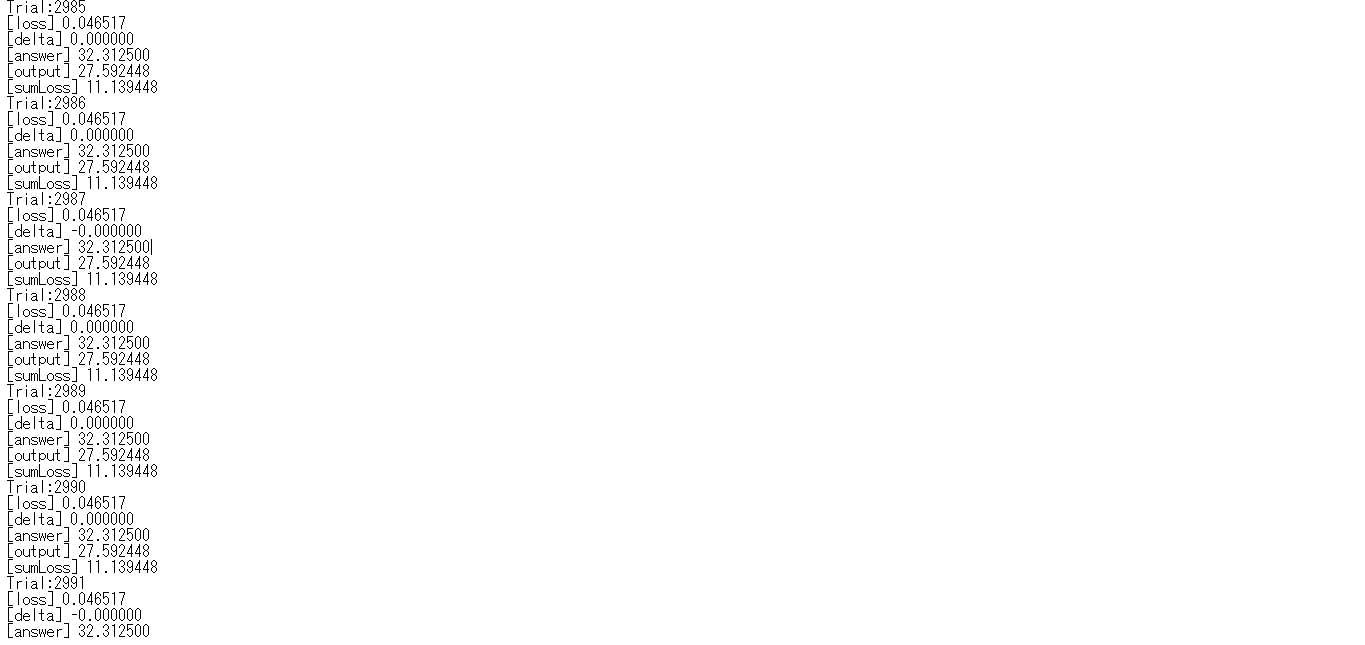 Trial:2985
[loss] 0.046517
[delta] 0.000000
[answer] 32.312500
[output] 27.592448
[sumLoss] 11.139448
Trial:2986
[loss] 0.046517
[delta] 0.000000
[answer] 32.312500
[output] 27.592448
[sumLoss] 11.139448
Trial:2987
[loss] 0.046517
[delta] -0.000000
[answer] 32.312500
[output] 27.592448
[sumLoss] 11.139448
Trial:2988
[loss] 0.046517
[delta] 0.000000
[answer] 32.312500
[output] 27.592448
[sumLoss] 11.139448
Trial:2989
[loss] 0.046517
[delta] 0.000000
[answer] 32.312500
[output] 27.592448
[sumLoss] 11.139448
Trial:2990
[loss] 0.046517
[delta] 0.000000
[answer] 32.312500
[output] 27.592448
[sumLoss] 11.139448
Trial:2991
[loss] 0.046517
[delta] -0.000000
[answer] 32.312500